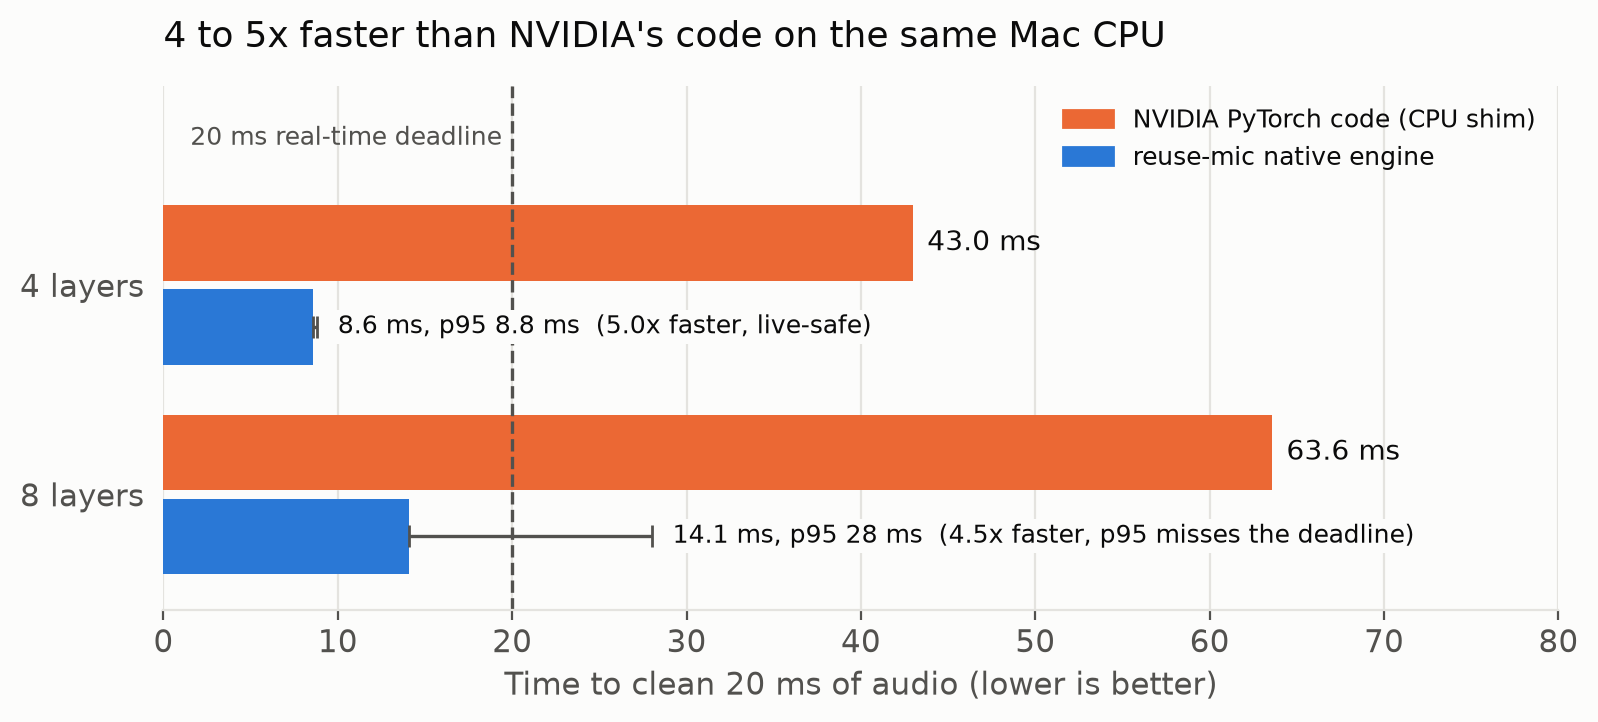 4 to 5x faster than NVIDIA's code on the same Mac CPU
20 ms real-time deadline
NVIDIA PyTorch code (CPU shim)
reuse-mic native engine
43.0 ms
4 layers
8.6 ms, p95 8.8 ms (5.0x faster, live-safe)
63.6 ms
8 layers
14.1 ms, p95 28 ms (4.5x faster, p95 misses the deadline)
0 10 20 30 40 50 60 70 80
Time to clean 20 ms of audio (lower is better)